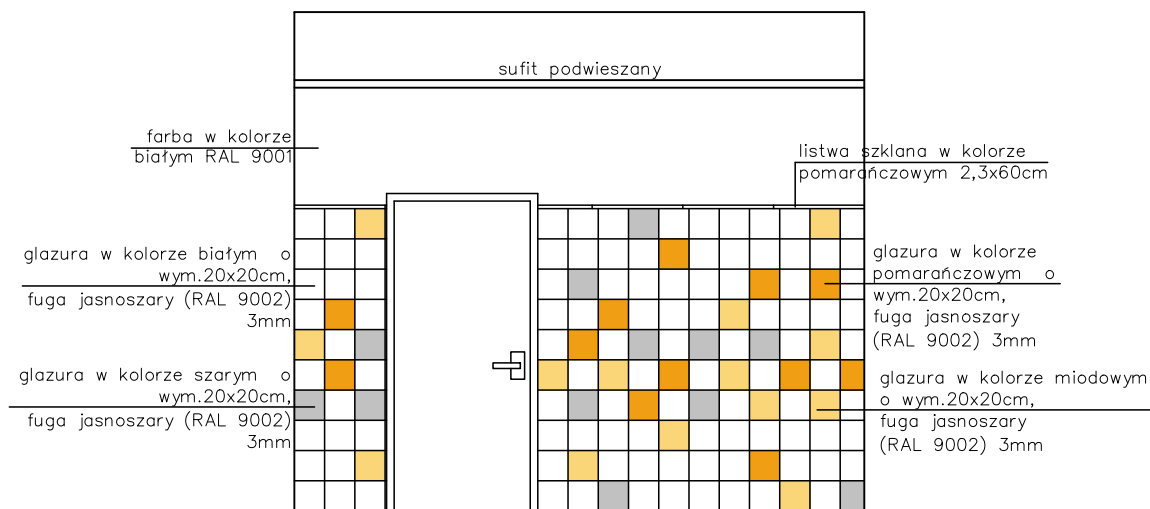 sufit podwieszany
farba w kolorze
białym RAL 9001
listwa szklana w kolorze
pomarańczowym 2,3x60cm
glazura w kolorze białym o
wym.20x20cm,
fuga jasnoszary (RAL 9002)
3mm
glazura w kolorze szarym o
wym.20x20cm,
fuga jasnoszary (RAL 9002)
3mm
glazura w kolorze
pomarańczowym o
wym.20x20cm,
fuga jasnoszary
(RAL 9002) 3mm
glazura w kolorze miodowym
o wym.20x20cm,
fuga jasnoszary
(RAL 9002) 3mm